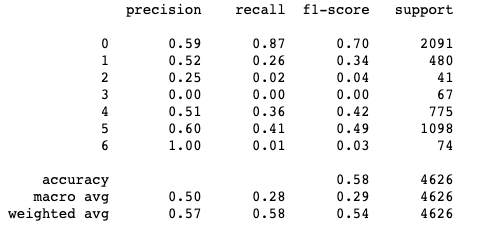 precision recall f1-score support
0 0.59 0.87 0.70 2091
1 0.52 0.26 0.34 480
2 0.25 0.02 0.04 41
3 0.00 0.00 0.00 67
4 0.51 0.36 0.42 775
5 0.60 0.41 0.49 1098
6 1.00 0.01 0.03 74
accuracy 0.58 4626
macro avg 0.50 0.28 0.29 4626
weighted avg 0.57 0.58 0.54 4626